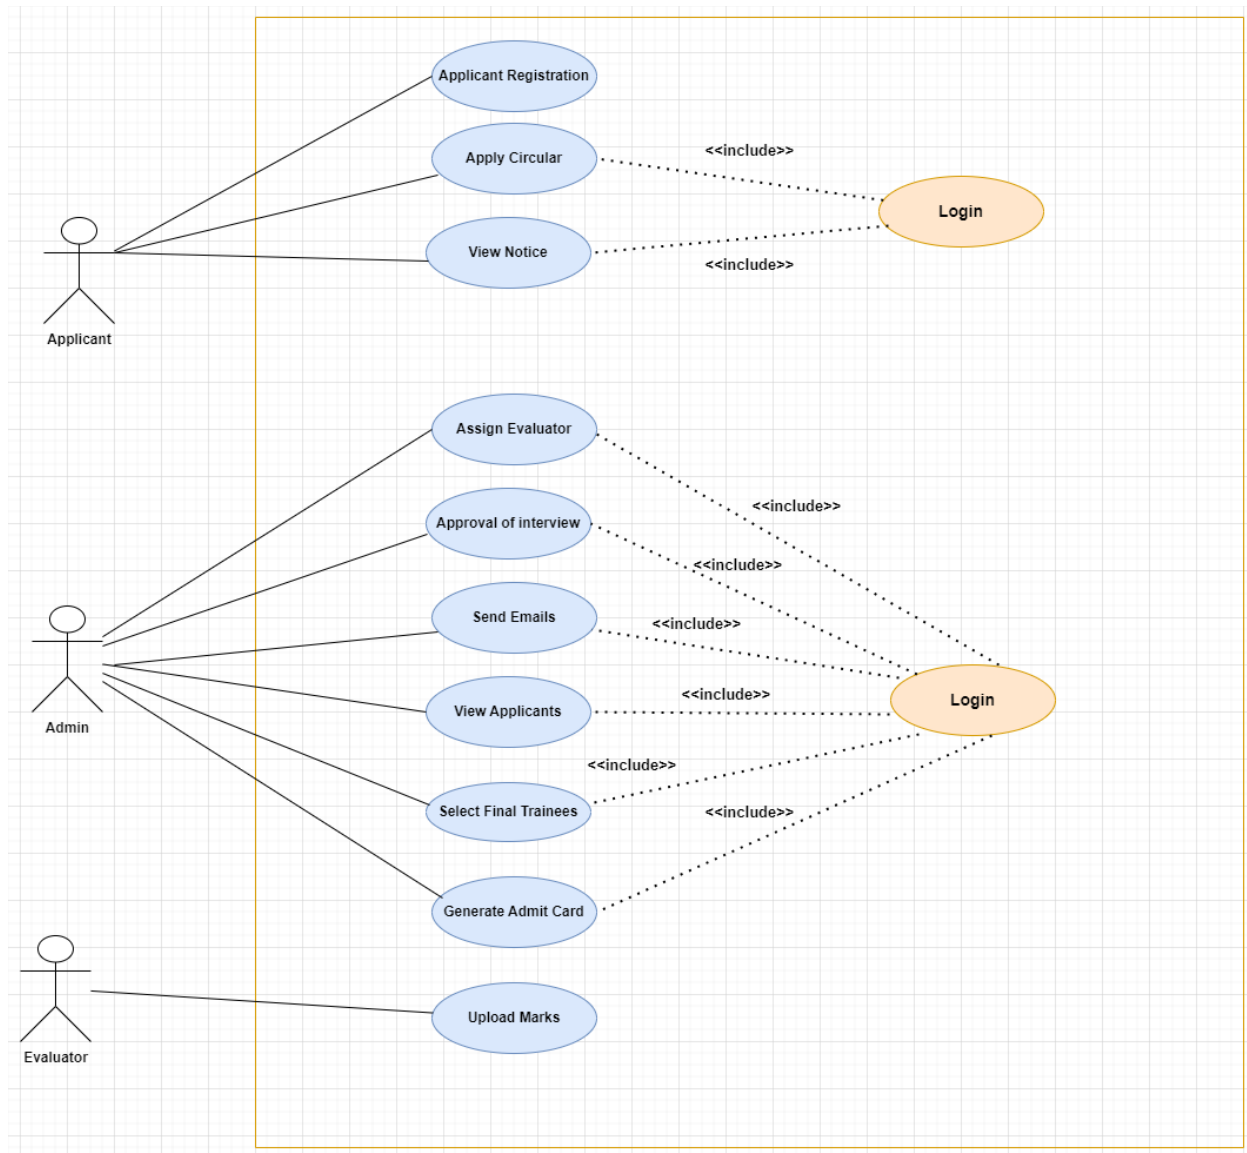 Applicant Registration
Apply Circular
<<include>>
Login
View Notice
<<include>>
Applicant
Assign Evaluator
<<include>>
Approval of interview
<<include>>
Send Emails
<<include>>
Login
View Applicants
<<include>>
Admin
<<include>>
Select Final Trainees
<<include>>
Generate Admit Card
Upload Marks
Evaluator